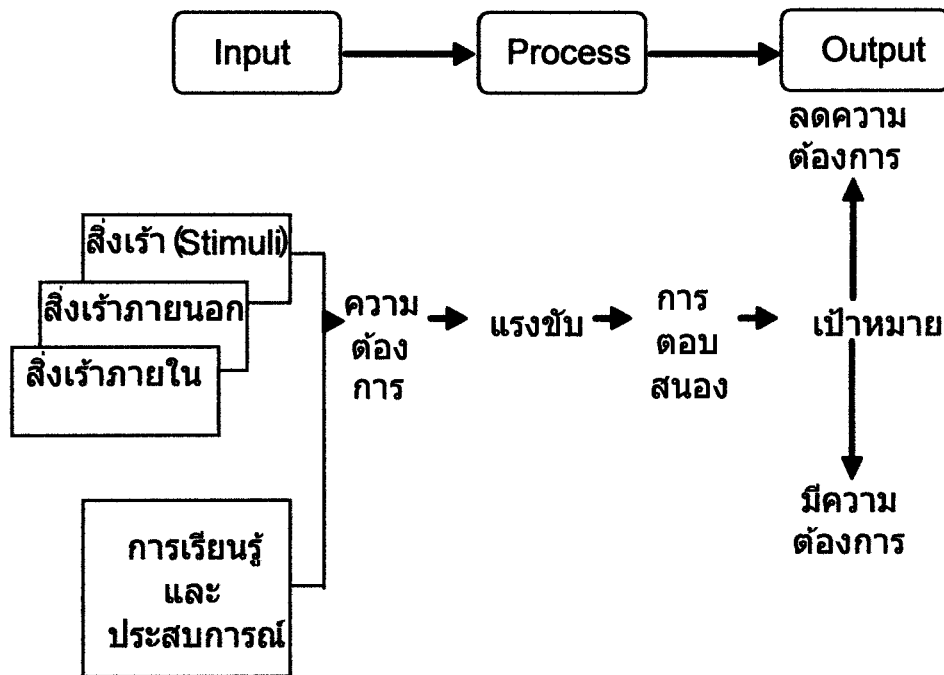 Input
Process
Output
ลดความ
ต้องการ
สิ่งเร้า (Stimuli)
สิ่งเร้าภายนอก
สิ่งเร้าภายใน
ความ
ต้อง
การ
แรงขับ
การ
ตอบ
สนอง
เป้าหมาย
มีความ
ต้องการ
การเรียนรู้
และ
ประสบการณ์